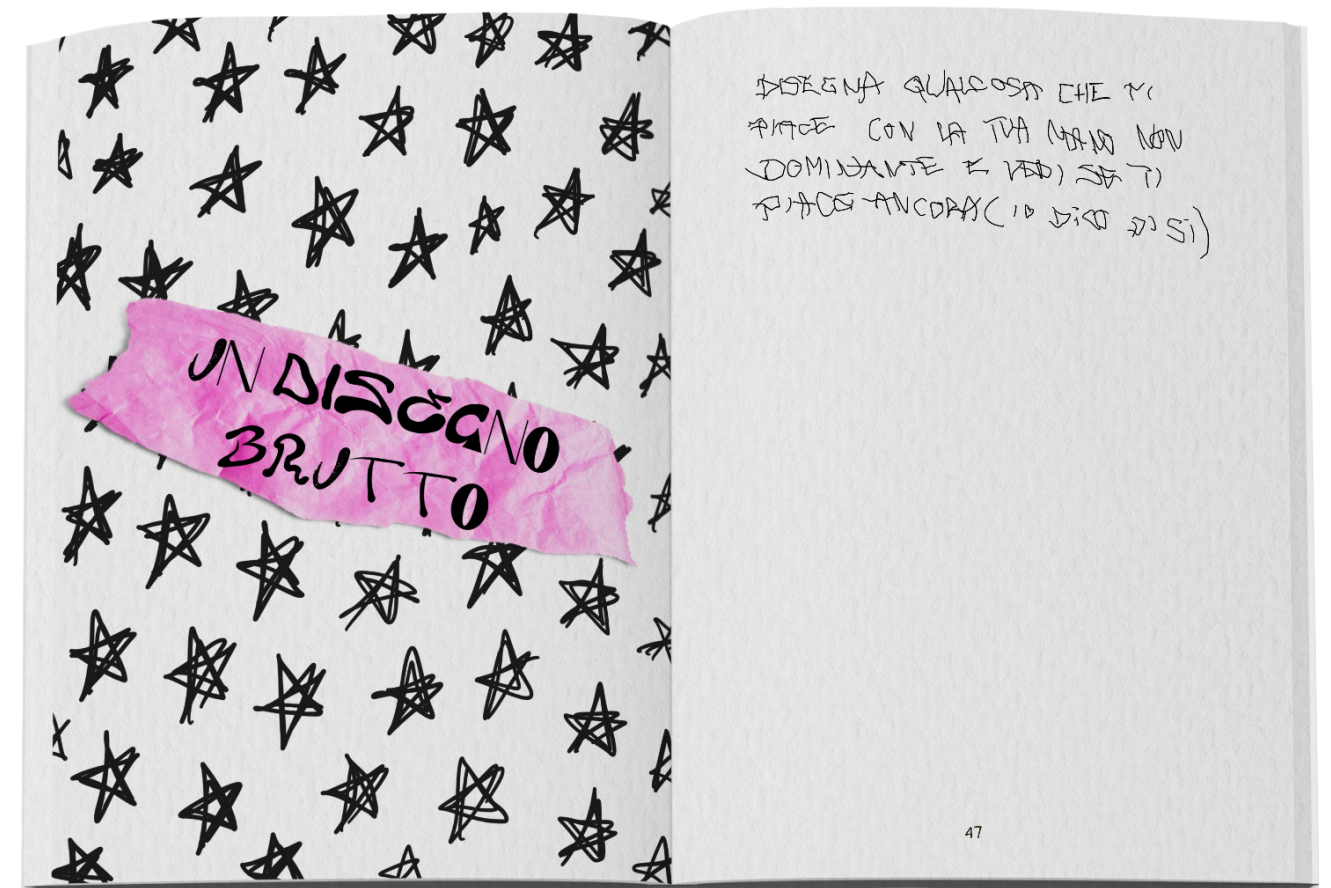 UN DISEGNO
BRUTTO
DISEGNA QUALCOSA CHE TI
PIACE CON LA TUA MANO NON
DOMINANTE E VEDI SE TI
PIACE ANCORA (IO DICO DI SÌ)
47